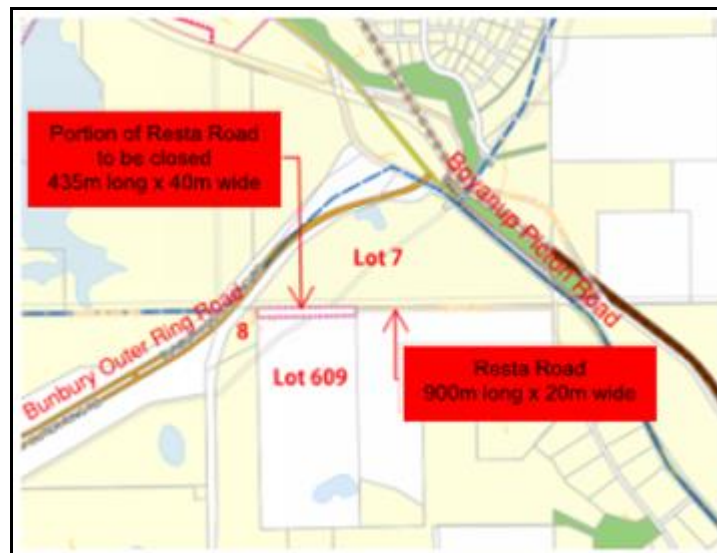 Portion of Resta Road
to be closed
435m long x 40m wide
Boyanup Picton Road
Lot 7
Bunbury Outer Ring Road
8
Lot 609
Resta Road
900m long x 20m wide